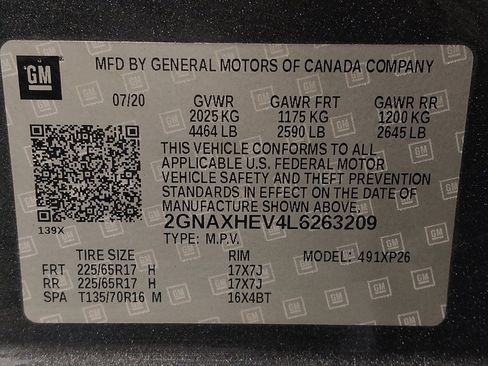 GM
MFD BY GENERAL MOTORS OF CANADA COMPANY
07/20 GVWR GAWR FRT GAWR RR
2025 KG 1175 KG 1200 KG
4464 LB 2590 LB 2645 LB
THIS VEHICLE CONFORMS TO ALL
APPLICABLE U.S. FEDERAL MOTOR
VEHICLE SAFETY AND THEFT PREVENTION
STANDARDS IN EFFECT ON THE DATE OF
MANUFACTURE SHOWN ABOVE.
2GNAXHEV4L6263209
139X TYPE: M.P.V.
TIRE SIZE RIM MODEL: 491XP26
FRT 225/65R17 H 17X7J
RR 225/65R17 H 17X7J
SPA T135/70R16 M 16X4BT